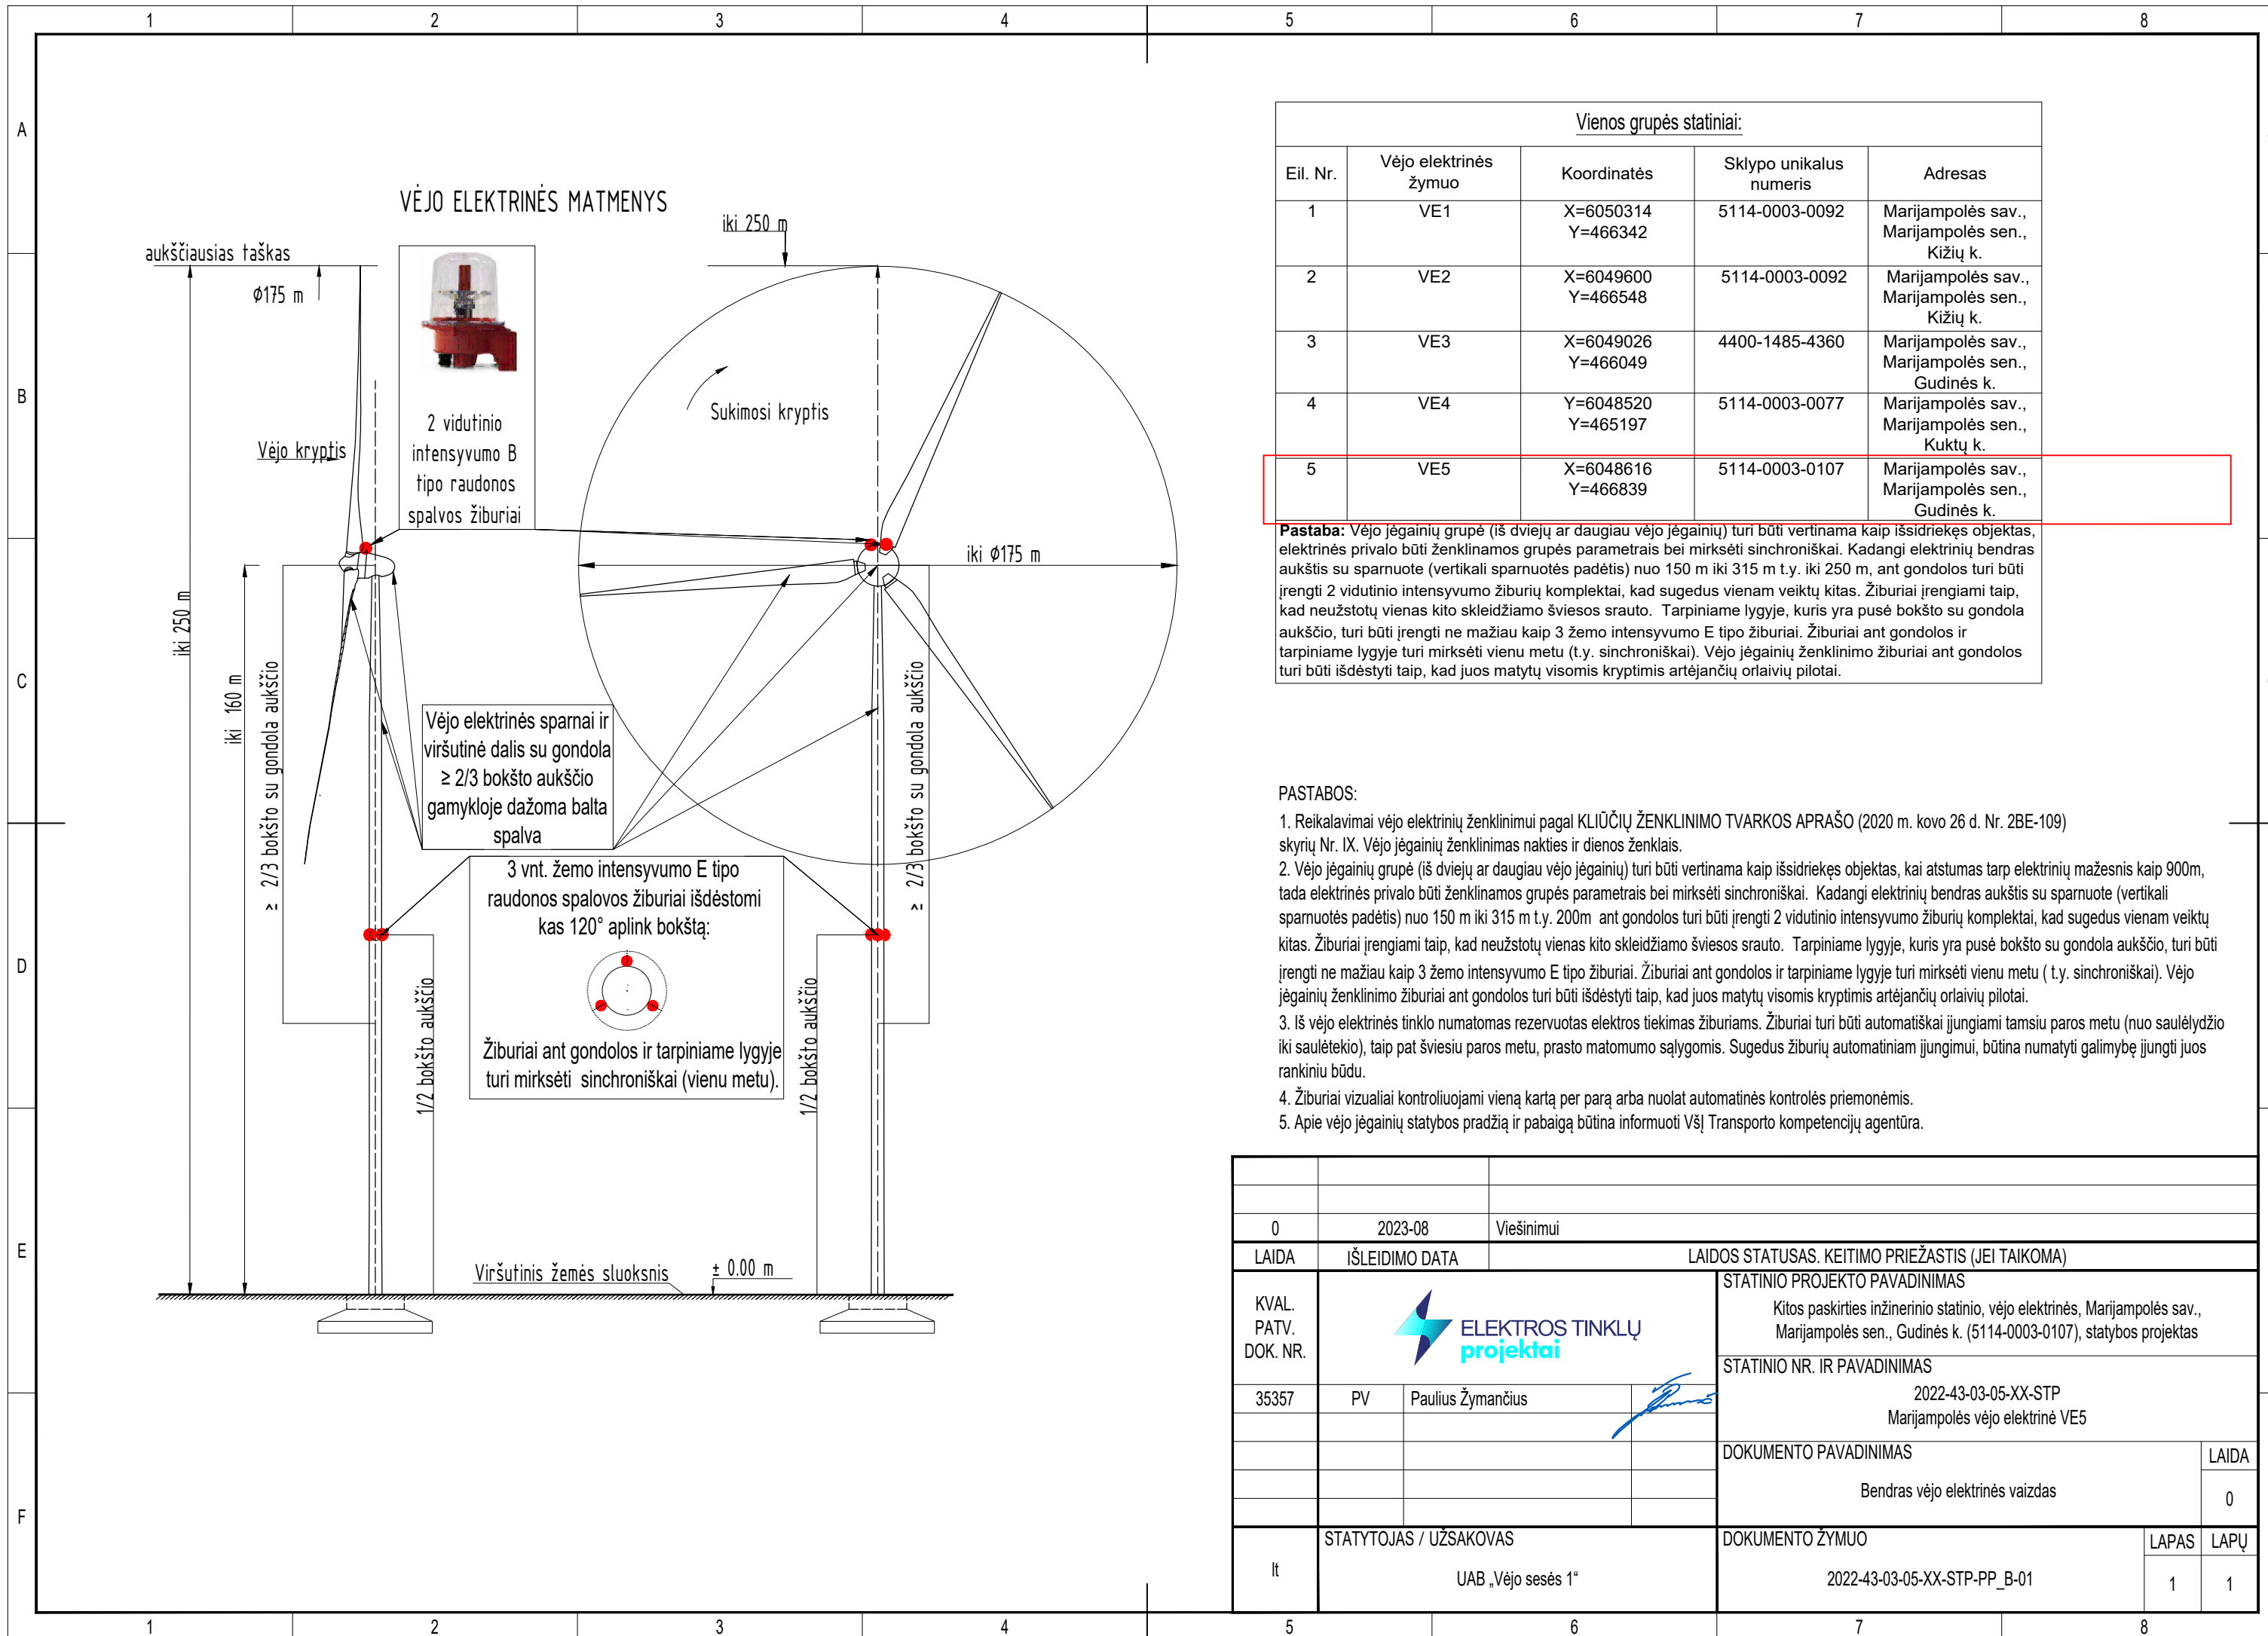 1 2 3 4 5 6 7 8
A
B
C
D
E
F
VĖJO ELEKTRINĖS MATMENYS
aukščiausias taškas
Ø175 m
iki 250 m
2 vidutinio
intensyvumo B
tipo raudonos
spalvos žiburiai
Vėjo kryptis
Sukimosi kryptis
iki Ø175 m
iki 250 m
iki 160 m
≥ 2/3 bokšto su gondola aukščio
≥ 2/3 bokšto su gondola aukščio
Vėjo elektrinės sparnai ir
viršutinė dalis su gondola
≥ 2/3 bokšto aukščio
gamykloje dažoma balta
spalva
3 vnt. žemo intensyvumo E tipo
raudonos spalovos žiburiai išdėstomi
kas 120° aplink bokštą:
Žiburiai ant gondolos ir tarpiniame lygyje
turi mirksėti sinchroniškai (vienu metu).
1/2 bokšto aukščio
1/2 bokšto aukščio
Viršutinis žemės sluoksnis
± 0.00 m
Vienos grupės statiniai:
Eil. Nr. Vėjo elektrinės žymuo Koordinatės Sklypo unikalus numeris Adresas
1 VE1 X=6050314 5114-0003-0092 Marijampolės sav.,
Y=466342 Marijampolės sen.,
Kižių k.
2 VE2 X=6049600 5114-0003-0092 Marijampolės sav.,
Y=466548 Marijampolės sen.,
Kižių k.
3 VE3 X=6049026 4400-1485-4360 Marijampolės sav.,
Y=466049 Marijampolės sen.,
Gudinės k.
4 VE4 Y=6048520 5114-0003-0077 Marijampolės sav.,
Y=465197 Marijampolės sen.,
Kuktų k.
5 VE5 X=6048616 5114-0003-0107 Marijampolės sav.,
Y=466839 Marijampolės sen.,
Gudinės k.
Pastaba: Vėjo jėgainių grupė (iš dviejų ar daugiau vėjo jėgainių) turi būti vertinama kaip išsidriekęs objektas,
elektrinės privalo būti ženklinamos grupės parametrais bei mirksėti sinchroniškai. Kadangi elektrinių bendras
aukštis su sparnuote (vertikali sparnuotės padėtis) nuo 150 m iki 315 m t.y. iki 250 m, ant gondolos turi būti
įrengti 2 vidutinio intensyvumo žiburių komplektai, kad sugedus vienam veiktų kitas. Žiburiai įrengiami taip,
kad neužstotų vienas kito skleidžiamo šviesos srauto. Tarpiniame lygyje, kuris yra pusė bokšto su gondola
aukščio, turi būti įrengti ne mažiau kaip 3 žemo intensyvumo E tipo žiburiai. Žiburiai ant gondolos ir
tarpiniame lygyje turi mirksėti vienu metu (t.y. sinchroniškai). Vėjo jėgainių ženklinimo žiburiai ant gondolos
turi būti išdėstyti taip, kad juos matytų visomis kryptimis artėjančių orlaivių pilotai.
PASTABOS:
1. Reikalavimai vėjo elektrinių ženklinimui pagal KLIŪČIŲ ŽENKLINIMO TVARKOS APRAŠO (2020 m. kovo 26 d. Nr. 2BE-109)
skyrių Nr. IX. Vėjo jėgainių ženklinimas nakties ir dienos ženklais.
2. Vėjo jėgainių grupė (iš dviejų ar daugiau vėjo jėgainių) turi būti vertinama kaip išsidriekęs objektas, kai atstumas tarp elektrinių mažesnis kaip 900m,
tada elektrinės privalo būti ženklinamos grupės parametrais bei mirksėti sinchroniškai. Kadangi elektrinių bendras aukštis su sparnuote (vertikali
sparnuotės padėtis) nuo 150 m iki 315 m t.y. 200m ant gondolos turi būti įrengti 2 vidutinio intensyvumo žiburių komplektai, kad sugedus vienam veiktų
kitas. Žiburiai įrengiami taip, kad neužstotų vienas kito skleidžiamo šviesos srauto. Tarpiniame lygyje, kuris yra pusė bokšto su gondola aukščio, turi būti
įrengti ne mažiau kaip 3 žemo intensyvumo E tipo žiburiai. Žiburiai ant gondolos ir tarpiniame lygyje turi mirksėti vienu metu ( t.y. sinchroniškai). Vėjo
jėgainių ženklinimo žiburiai ant gondolos turi būti išdėstyti taip, kad juos matytų visomis kryptimis artėjančių orlaivių pilotai.
3. Iš vėjo elektrinės tinklo numatomas rezervuotas elektros tiekimas žiburiams. Žiburiai turi būti automatiškai įjungiami tamsiu paros metu (nuo saulėlydžio
iki saulėtekio), taip pat šviesiu paros metu, prasto matomumo sąlygomis. Sugedus žiburių automatiniam įjungimui, būtina numatyti galimybę įjungti juos
rankiniu būdu.
4. Žiburiai vizualiai kontroliuojami vieną kartą per parą arba nuolat automatinės kontrolės priemonėmis.
5. Apie vėjo jėgainių statybos pradžią ir pabaigą būtina informuoti VšĮ Transporto kompetencijų agentūra.
0 2023-08 Viešinimui
LAIDA IŠLEIDIMO DATA LAIDOS STATUSAS. KEITIMO PRIEŽASTIS (JEI TAIKOMA)
KVAL.
PATV.
DOK. NR.
ELEKTROS TINKLŲ
projektai
STATINIO PROJEKTO PAVADINIMAS
Kitos paskirties inžinerinio statinio, vėjo elektrinės, Marijampolės sav.,
Marijampolės sen., Gudinės k. (5114-0003-0107), statybos projektas
35357 PV Paulius Žymančius
STATINIO NR. IR PAVADINIMAS
2022-43-03-05-XX-STP
Marijampolės vėjo elektrinė VE5
DOKUMENTO PAVADINIMAS LAIDA
Bendras vėjo elektrinės vaizdas 0
lt
STATYTOJAS / UŽSAKOVAS
UAB „Vėjo sesės 1“
DOKUMENTO ŽYMUO LAPAS LAPŲ
2022-43-03-05-XX-STP-PP_B-01 1 1
1 2 3 4 5 6 7 8